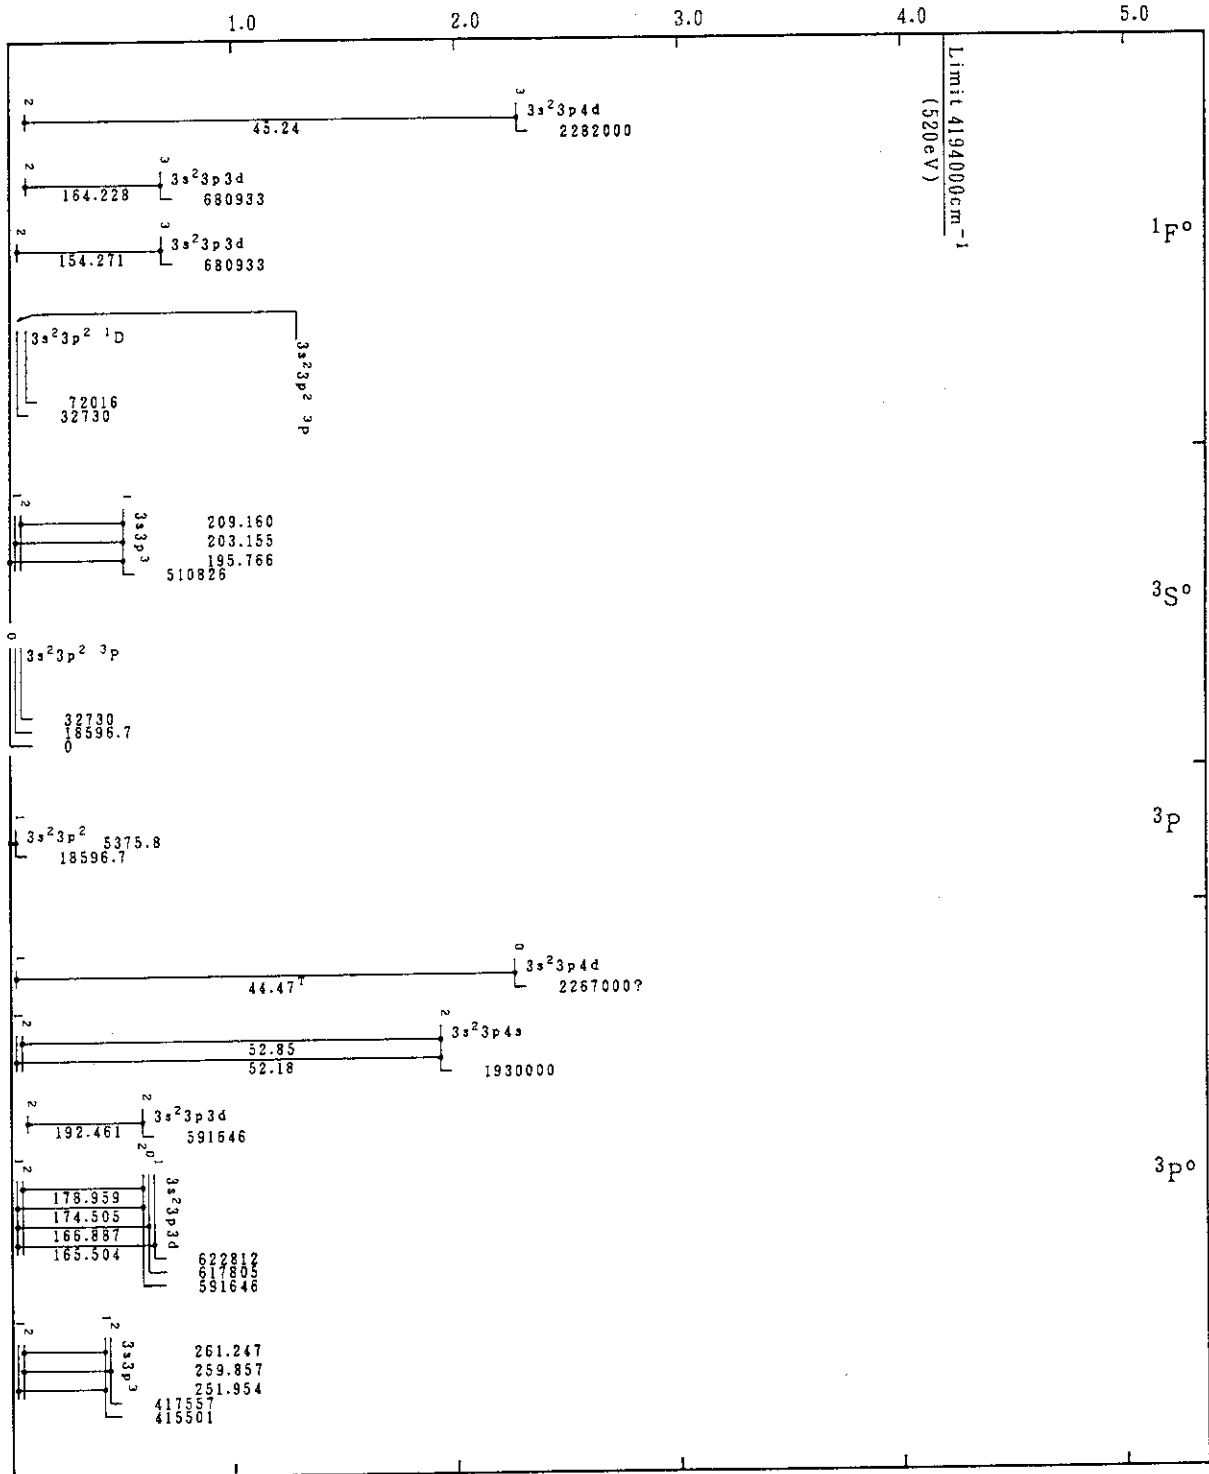 1.0 2.0 3.0 4.0 5.0
Limit 4194000cm⁻¹
(520eV)
2 3 3s²3p4d
45.24 2282000
2 3 3s²3p3d
164.228 680933
¹F°
2 3 3s²3p3d
154.271 680933
3s²3p² ¹D
3s²3p² ³P
72016
32730
1 2 1 3s3p³
209.160
203.155
195.766
510826
³S°
0
3s²3p² ³P
32730
18596.7
0
³P
1
3s²3p² 5375.8
18596.7
1 0 3s²3p4d
44.47ᵀ 2267000?
1 2 2 3s²3p4s
52.85
52.18 1930000
2 2 3s²3p3d
192.461 591646
³P°
1 2 2 0 1 3s²3p3d
178.959
174.505
166.887
165.504
622812
617805
591646
1 2 1 2 3s3p³
261.247
259.857
251.954
417557
415501